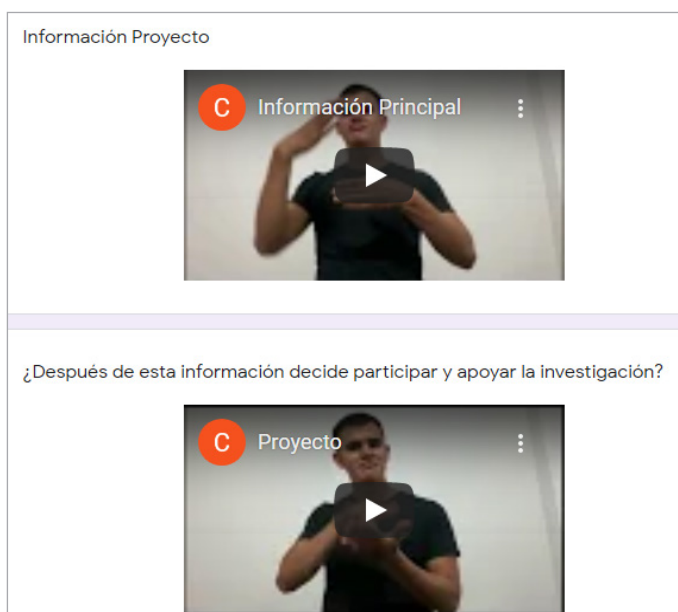 Información Proyecto
C Información Principal
¿Después de esta información decide participar y apoyar la investigación?
C Proyecto